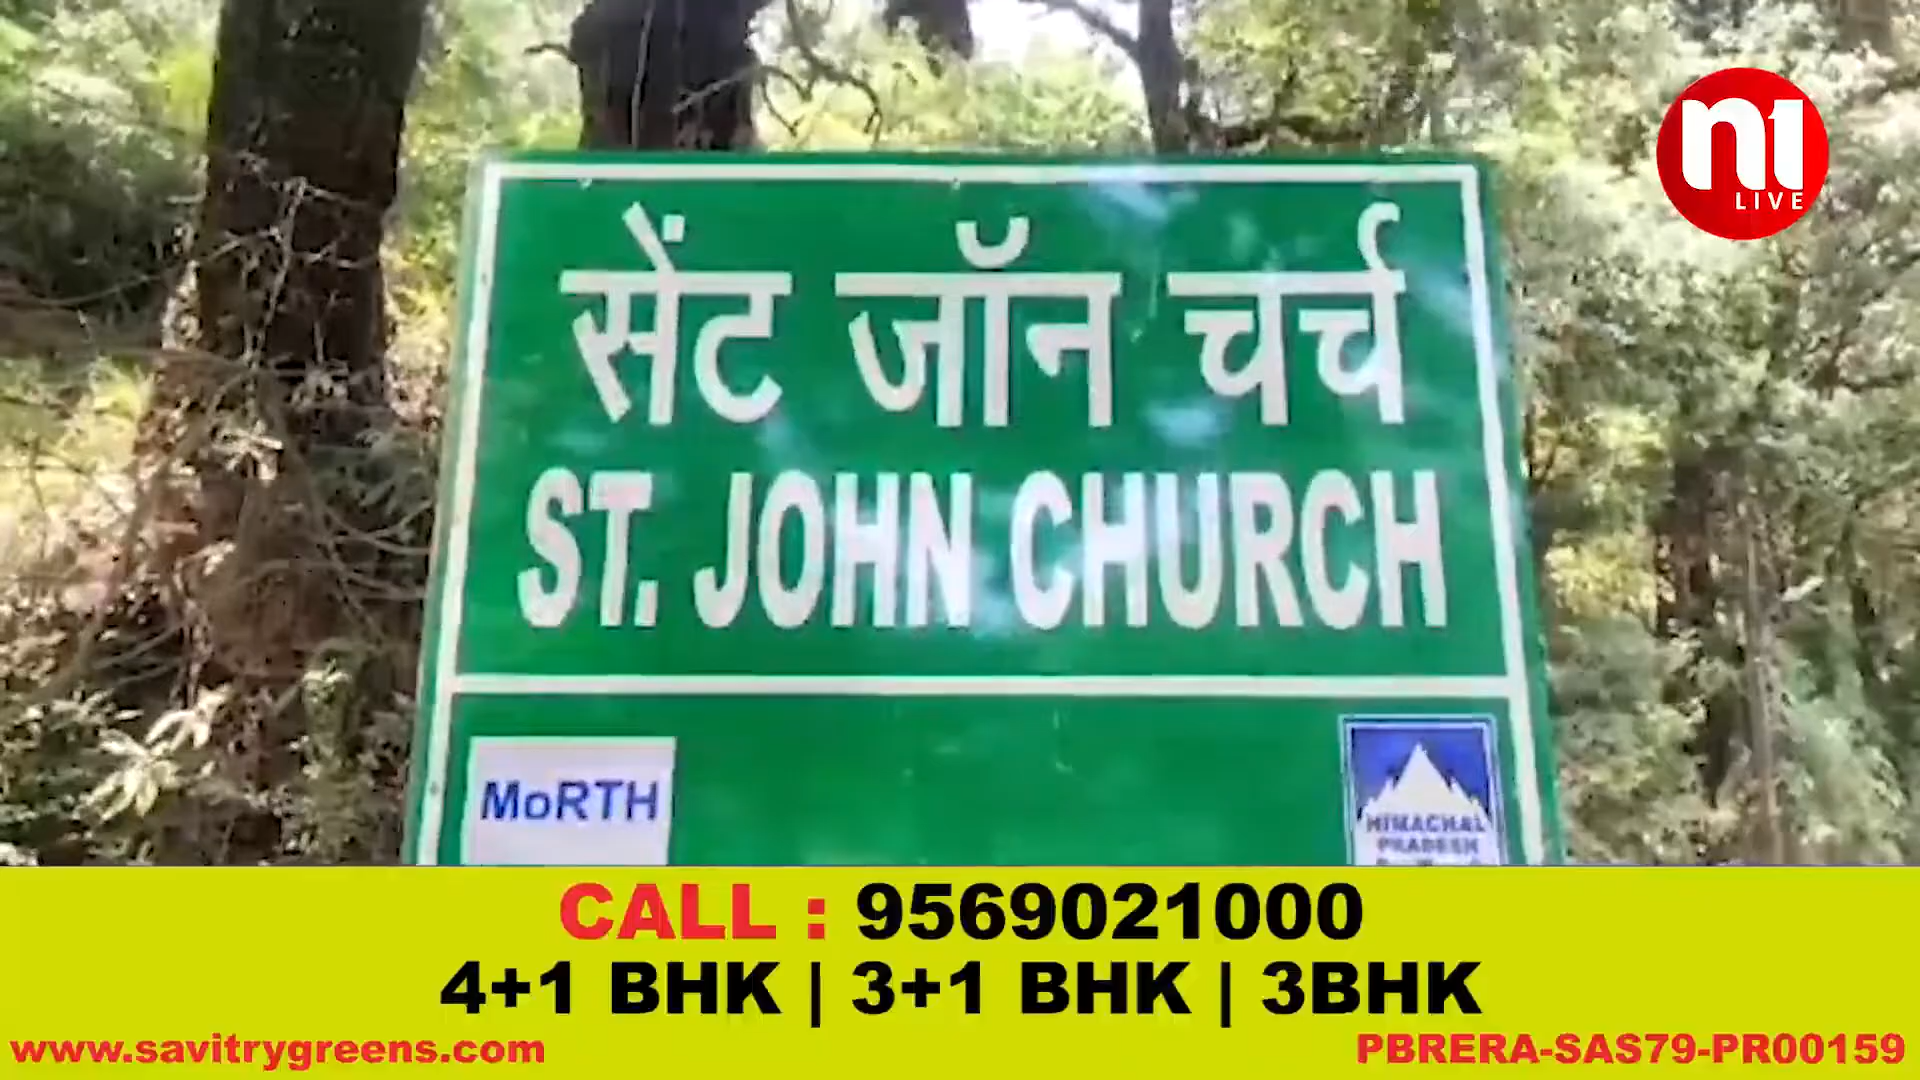 n1
LIVE
सेंट जॉन चर्च
ST. JOHN CHURCH
MoRTH
HIMACHAL
PRADESH
CALL : 9569021000
4+1 BHK | 3+1 BHK | 3BHK
www.savitrygreens.com
PBRERA-SAS79-PR00159